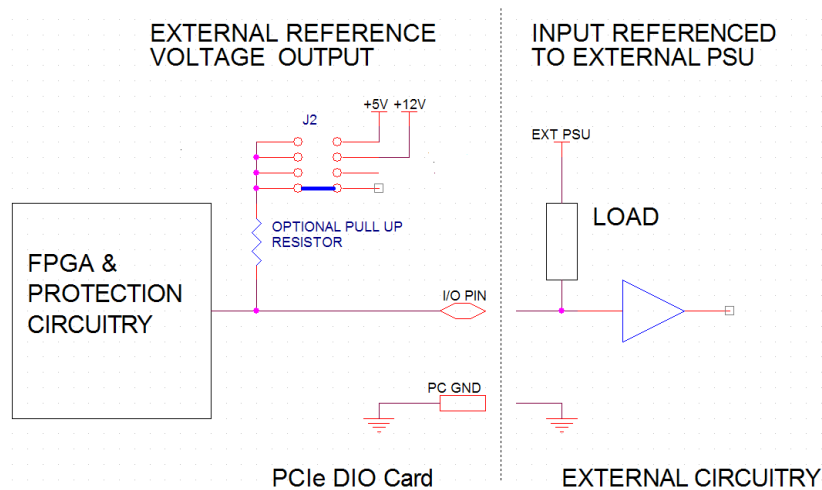 EXTERNAL REFERENCE
VOLTAGE OUTPUT
INPUT REFERENCED
TO EXTERNAL PSU
+5V +12V
J2
EXT PSU
OPTIONAL PULL UP
RESISTOR
LOAD
FPGA &
PROTECTION
CIRCUITRY
I/O PIN
PC GND
PCIe DIO Card
EXTERNAL CIRCUITRY